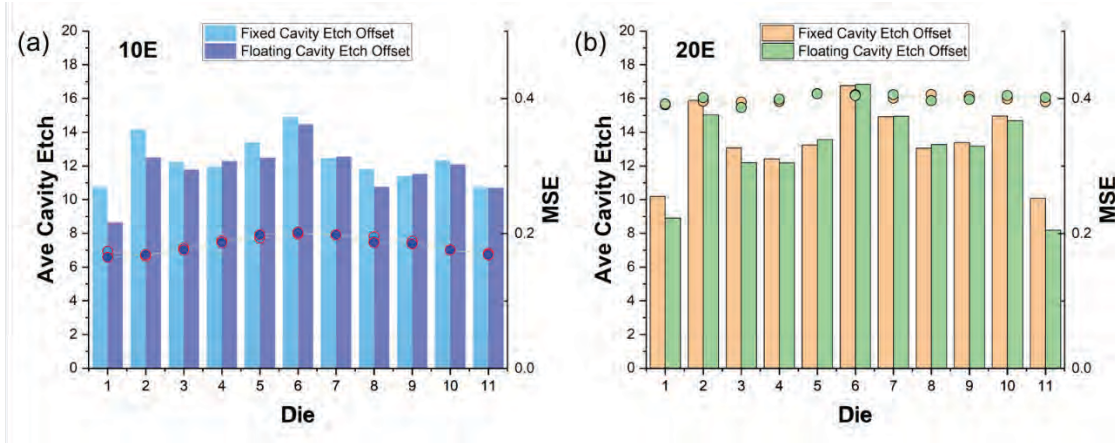 (a)
10E
Fixed Cavity Etch Offset
Floating Cavity Etch Offset
20
18
16
14
12
10
8
6
4
2
0
Ave Cavity Etch
0.4
0.2
0.0
MSE
1 2 3 4 5 6 7 8 9 10 11
Die
(b)
20E
Fixed Cavity Etch Offset
Floating Cavity Etch Offset
20
18
16
14
12
10
8
6
4
2
0
Ave Cavity Etch
0.4
0.2
0.0
MSE
1 2 3 4 5 6 7 8 9 10 11
Die